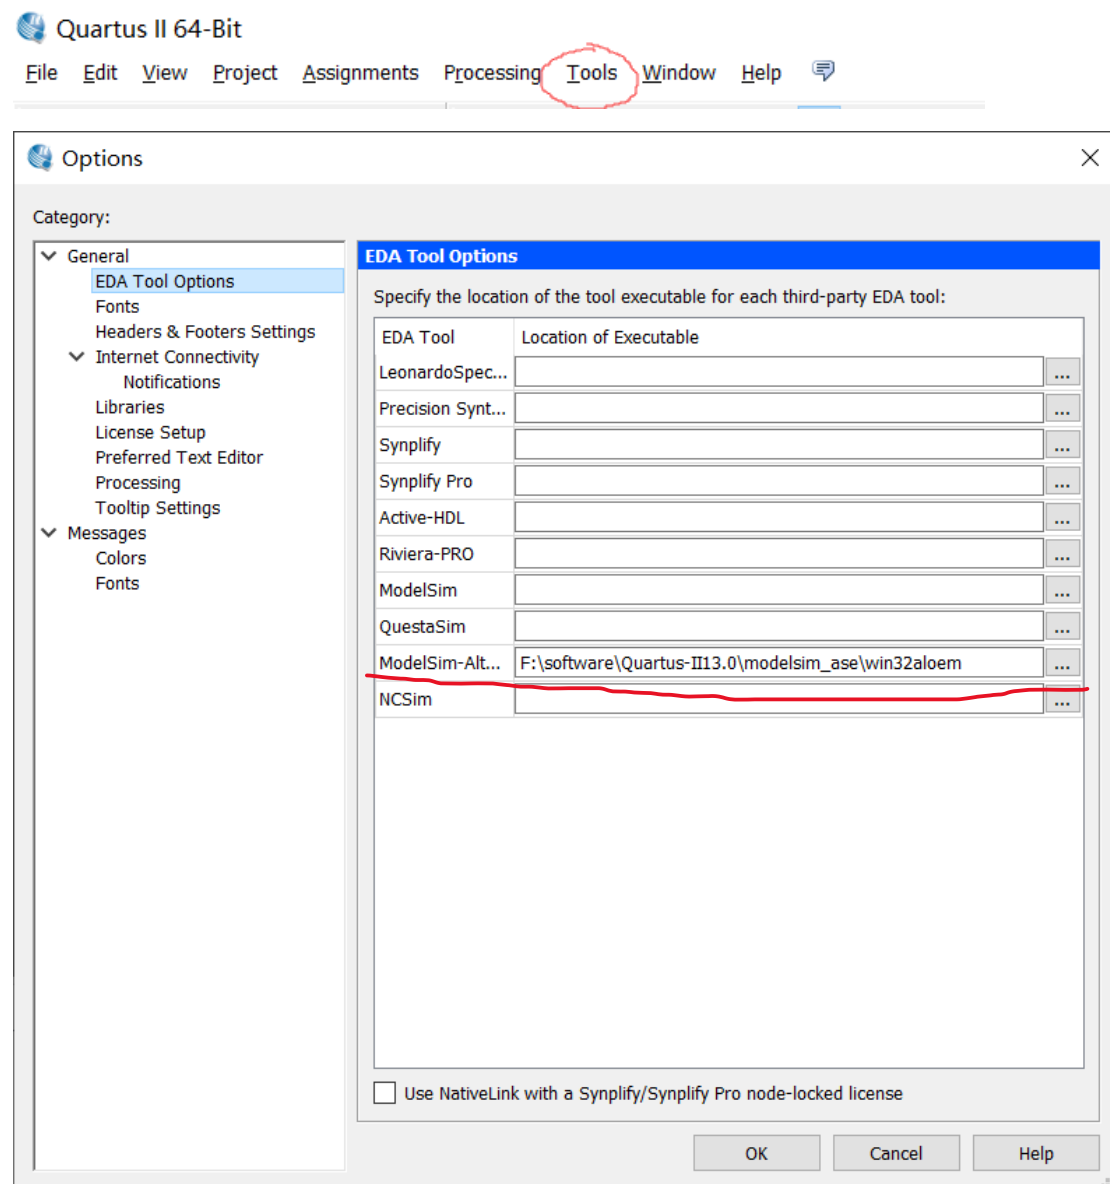 Quartus II 64-Bit
File Edit View Project Assignments Processing Tools Window Help
Options
Category:
General
EDA Tool Options
Fonts
Headers & Footers Settings
Internet Connectivity
Notifications
Libraries
License Setup
Preferred Text Editor
Processing
Tooltip Settings
Messages
Colors
Fonts
EDA Tool Options
Specify the location of the tool executable for each third-party EDA tool:
EDA Tool Location of Executable
LeonardoSpec... ...
Precision Synt... ...
Synplify ...
Synplify Pro ...
Active-HDL ...
Riviera-PRO ...
ModelSim ...
QuestaSim ...
ModelSim-Alt... F:\software\Quartus-II13.0\modelsim_ase\win32aloem ...
NCSim ...
Use NativeLink with a Synplify/Synplify Pro node-locked license
OK Cancel Help